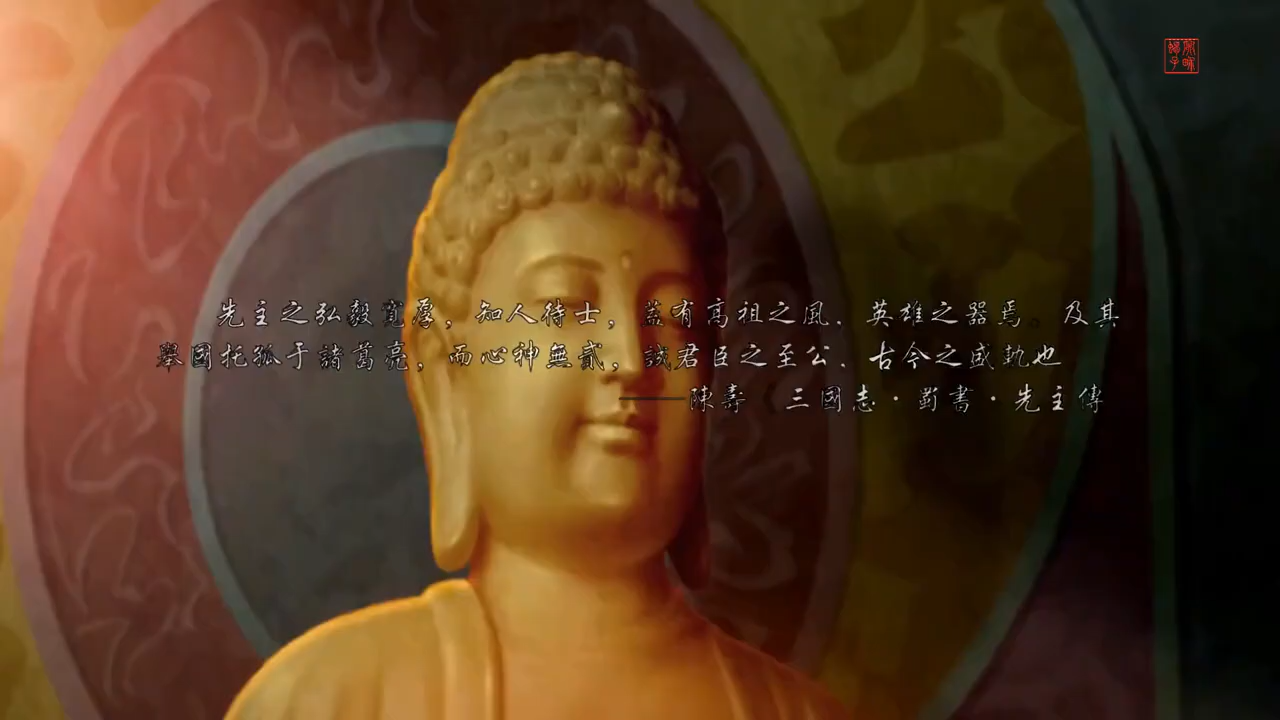 先主之弘毅寬厚，知人待士，蓋有高祖之風，英雄之器焉。及其
舉國托孤于諸葛亮，而心神無貳，誠君臣之至公，古今之盛軌也
——陳壽　三國志·蜀書·先主傳